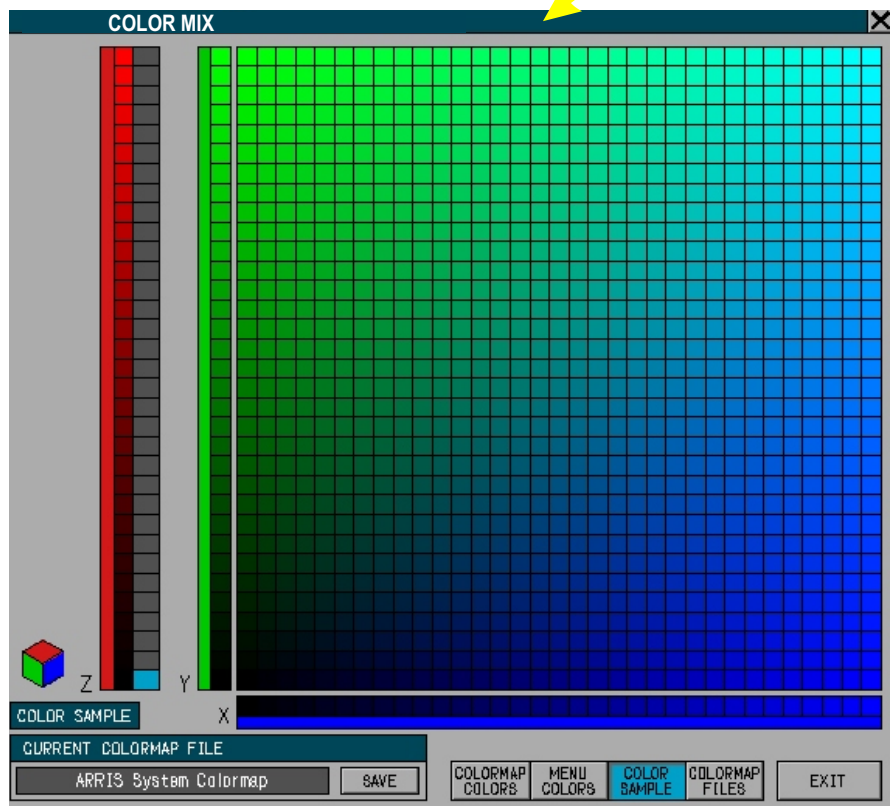 COLOR MIX
Z
Y
COLOR SAMPLE
X
CURRENT COLORMAP FILE
ARRIS System Colormap
SAVE
COLORMAP
COLORS
MENU
COLORS
COLOR
SAMPLE
COLORMAP
FILES
EXIT